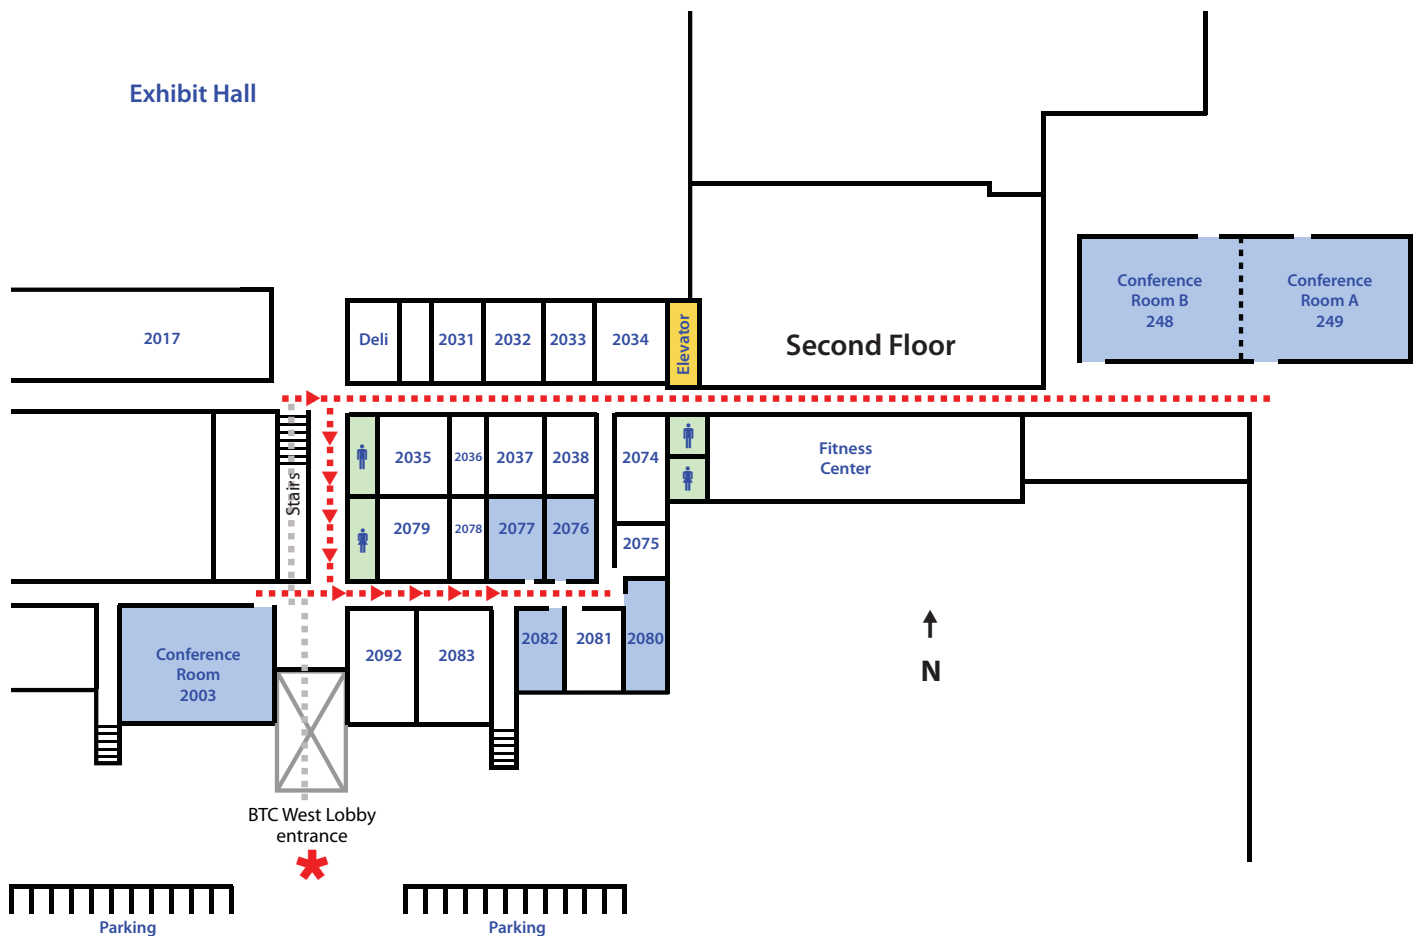 Exhibit Hall
Conference
Room B
248
Conference
Room A
249
2017
Deli
2031
2032
2033
2034
Elevator
Second Floor
Stairs
2035
2036
2037
2038
2074
Fitness
Center
2079
2078
2077
2076
2075
Conference
Room
2003
2092
2083
2082
2081
2080
N
BTC West Lobby
entrance
*
Parking
Parking